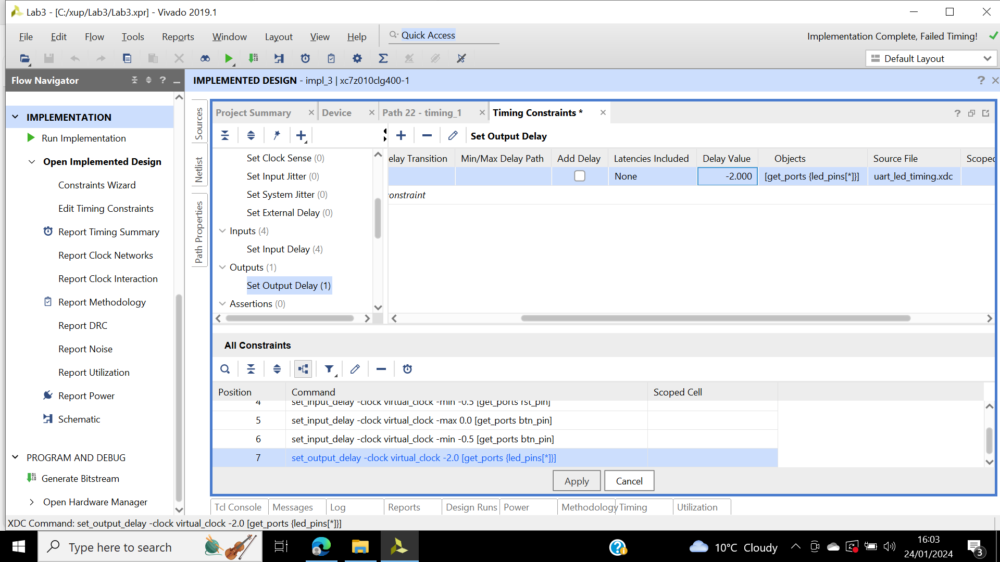 Lab3 - [C:/xup/Lab3/Lab3.xpr] - Vivado 2019.1
File Edit Flow Tools Reports Window Layout View Help Quick Access Implementation Complete, Failed Timing!
Default Layout
Flow Navigator ? IMPLEMENTED DESIGN - impl_3 | xc7z010clg400-1 ?
IMPLEMENTATION
Run Implementation
Open Implemented Design
Constraints Wizard
Edit Timing Constraints
Report Timing Summary
Report Clock Networks
Report Clock Interaction
Report Methodology
Report DRC
Report Noise
Report Utilization
Report Power
Schematic
PROGRAM AND DEBUG
Generate Bitstream
Open Hardware Manager
Sources
Netlist
Path Properties
Project Summary Device Path 22 - timing_1 Timing Constraints * ?
Set Clock Sense (0)
Set Input Jitter (0)
Set System Jitter (0)
Set External Delay (0)
Inputs (4)
Set Input Delay (4)
Outputs (1)
Set Output Delay (1)
Assertions (0)
Set Output Delay
elay Transition Min/Max Delay Path Add Delay Latencies Included Delay Value Objects Source File Scoped
None -2.000 [get_ports {led_pins[*]}] uart_led_timing.xdc
onstraint
All Constraints
Position Command Scoped Cell
4 set_input_delay -clock virtual_clock -min -0.5 [get_ports rst_pin]
5 set_input_delay -clock virtual_clock -max 0.0 [get_ports btn_pin]
6 set_input_delay -clock virtual_clock -min -0.5 [get_ports btn_pin]
7 set_output_delay -clock virtual_clock -2.0 [get_ports {led_pins[*]}]
Apply Cancel
Tcl Console Messages Log Reports Design Runs Power Methodology Timing Utilization
XDC Command: set_output_delay -clock virtual_clock -2.0 [get_ports {led_pins[*]}]
Type here to search
10°C Cloudy
16:03
24/01/2024
3